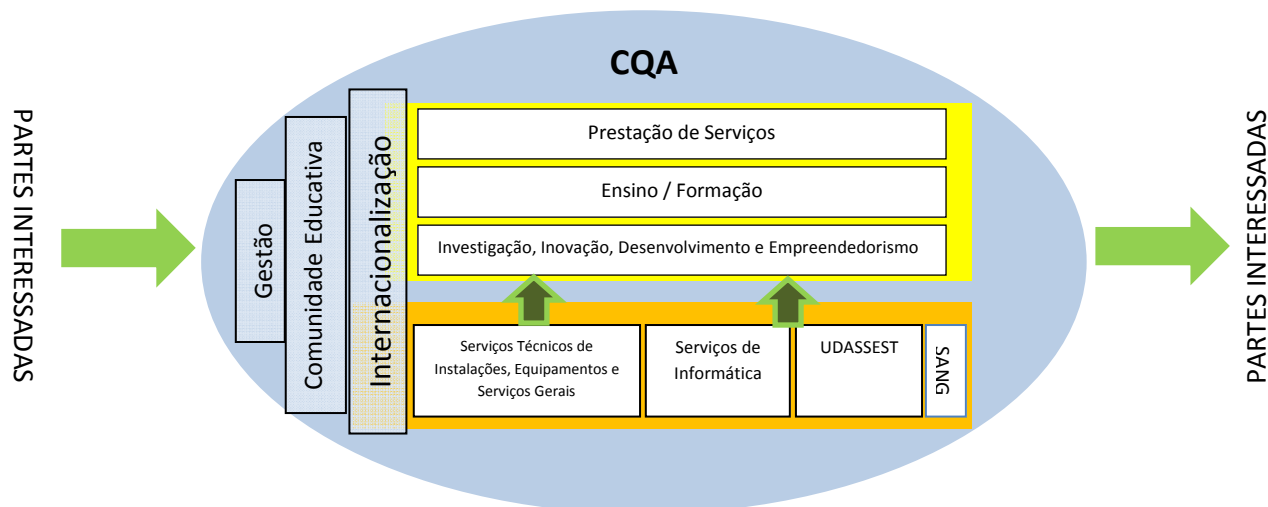 CQA
PARTES INTERESSADAS
Gestão
Comunidade Educativa
Internacionalização
Prestação de Serviços
Ensino / Formação
Investigação, Inovação, Desenvolvimento e Empreendedorismo
Serviços Técnicos de
Instalações, Equipamentos e
Serviços Gerais
Serviços de
Informática
UDASSEST
SANG
PARTES INTERESSADAS